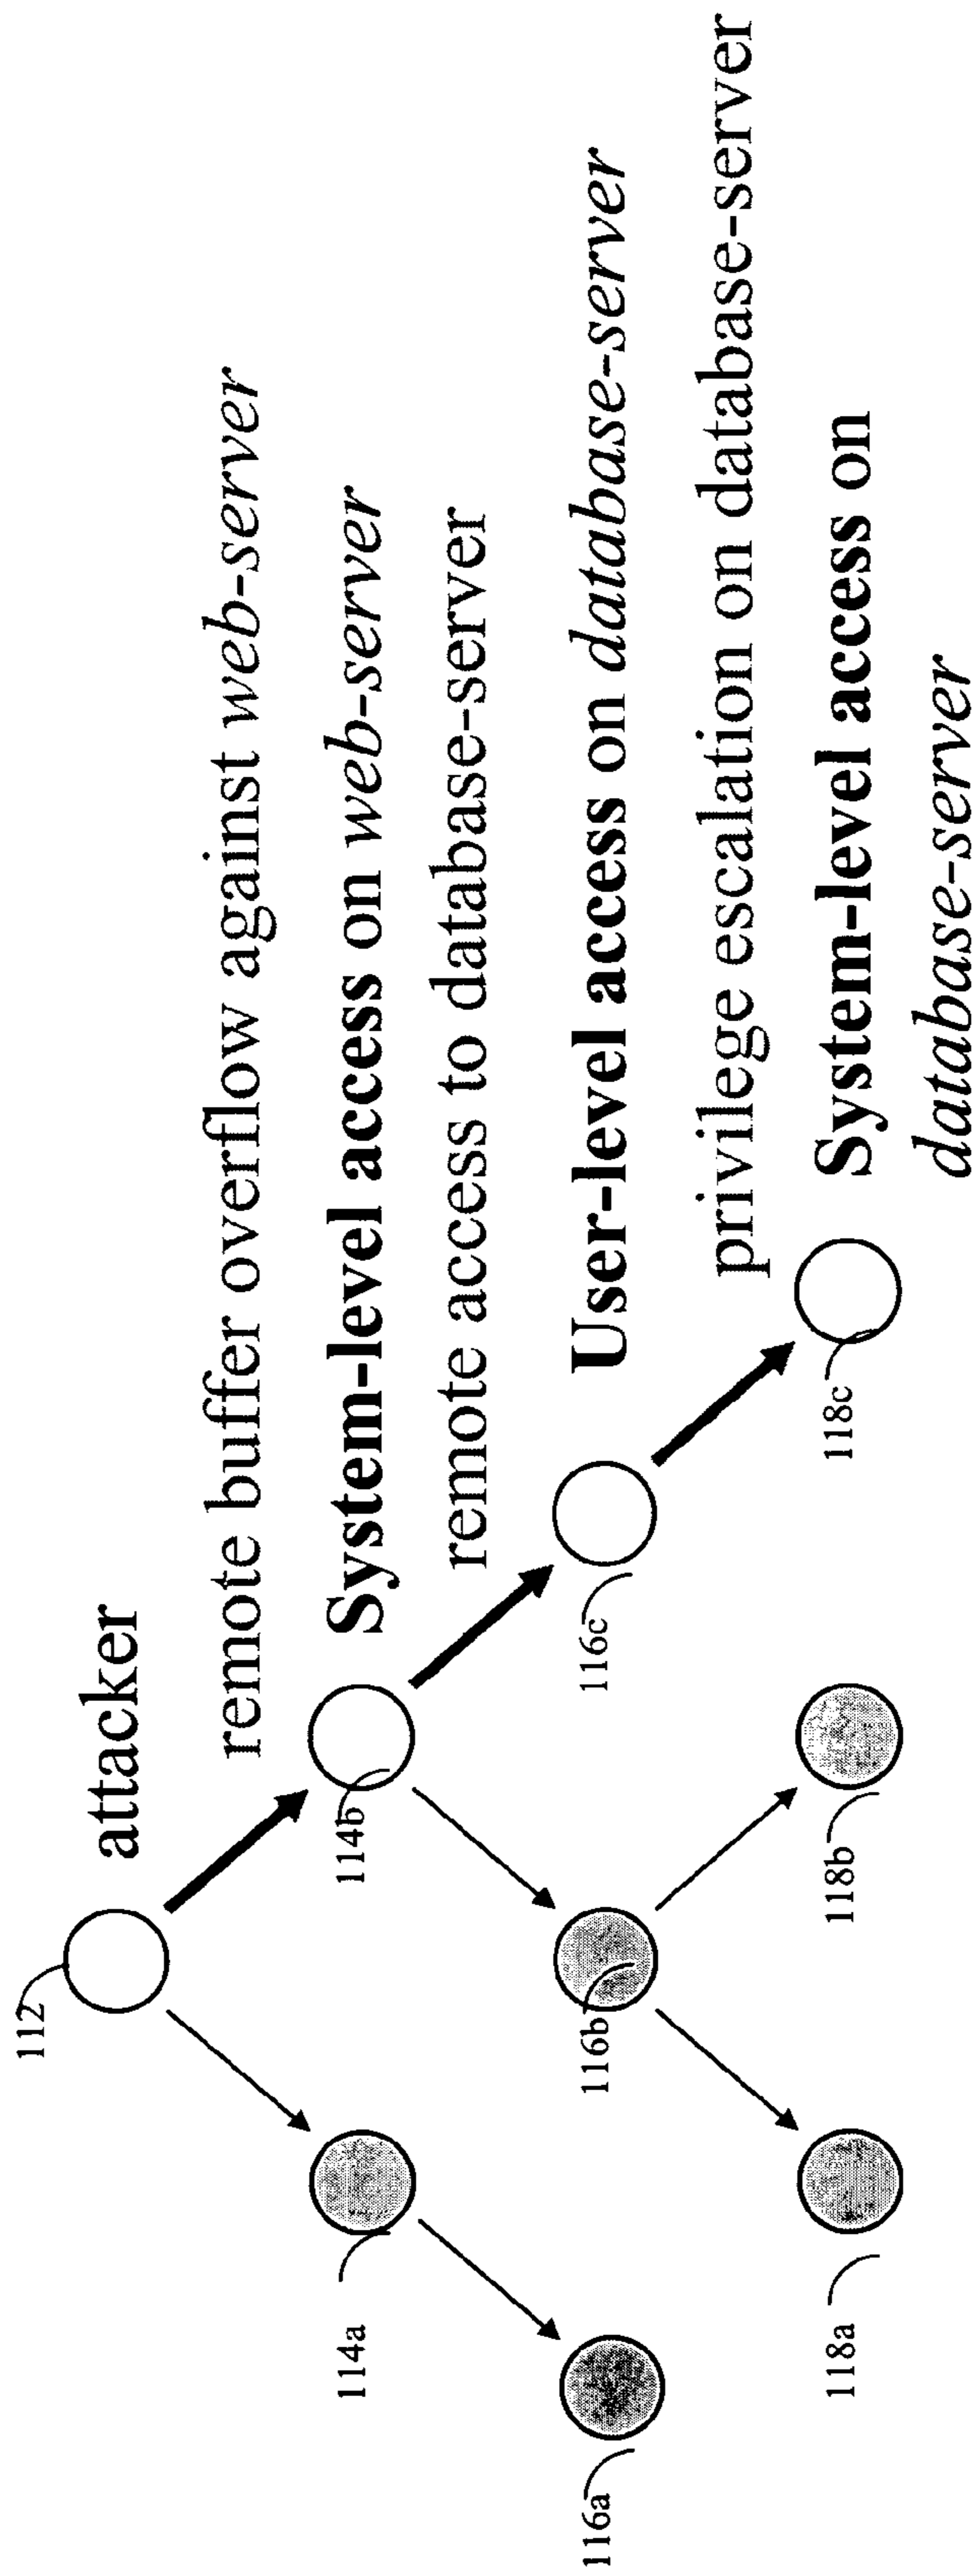 112
attacker
remote buffer overflow against web-server
114a
114b
System-level access on web-server
remote access to database-server
116a
116b
116c
User-level access on database-server
privilege escalation on database-server
118a
118b
118c
System-level access on
database-server